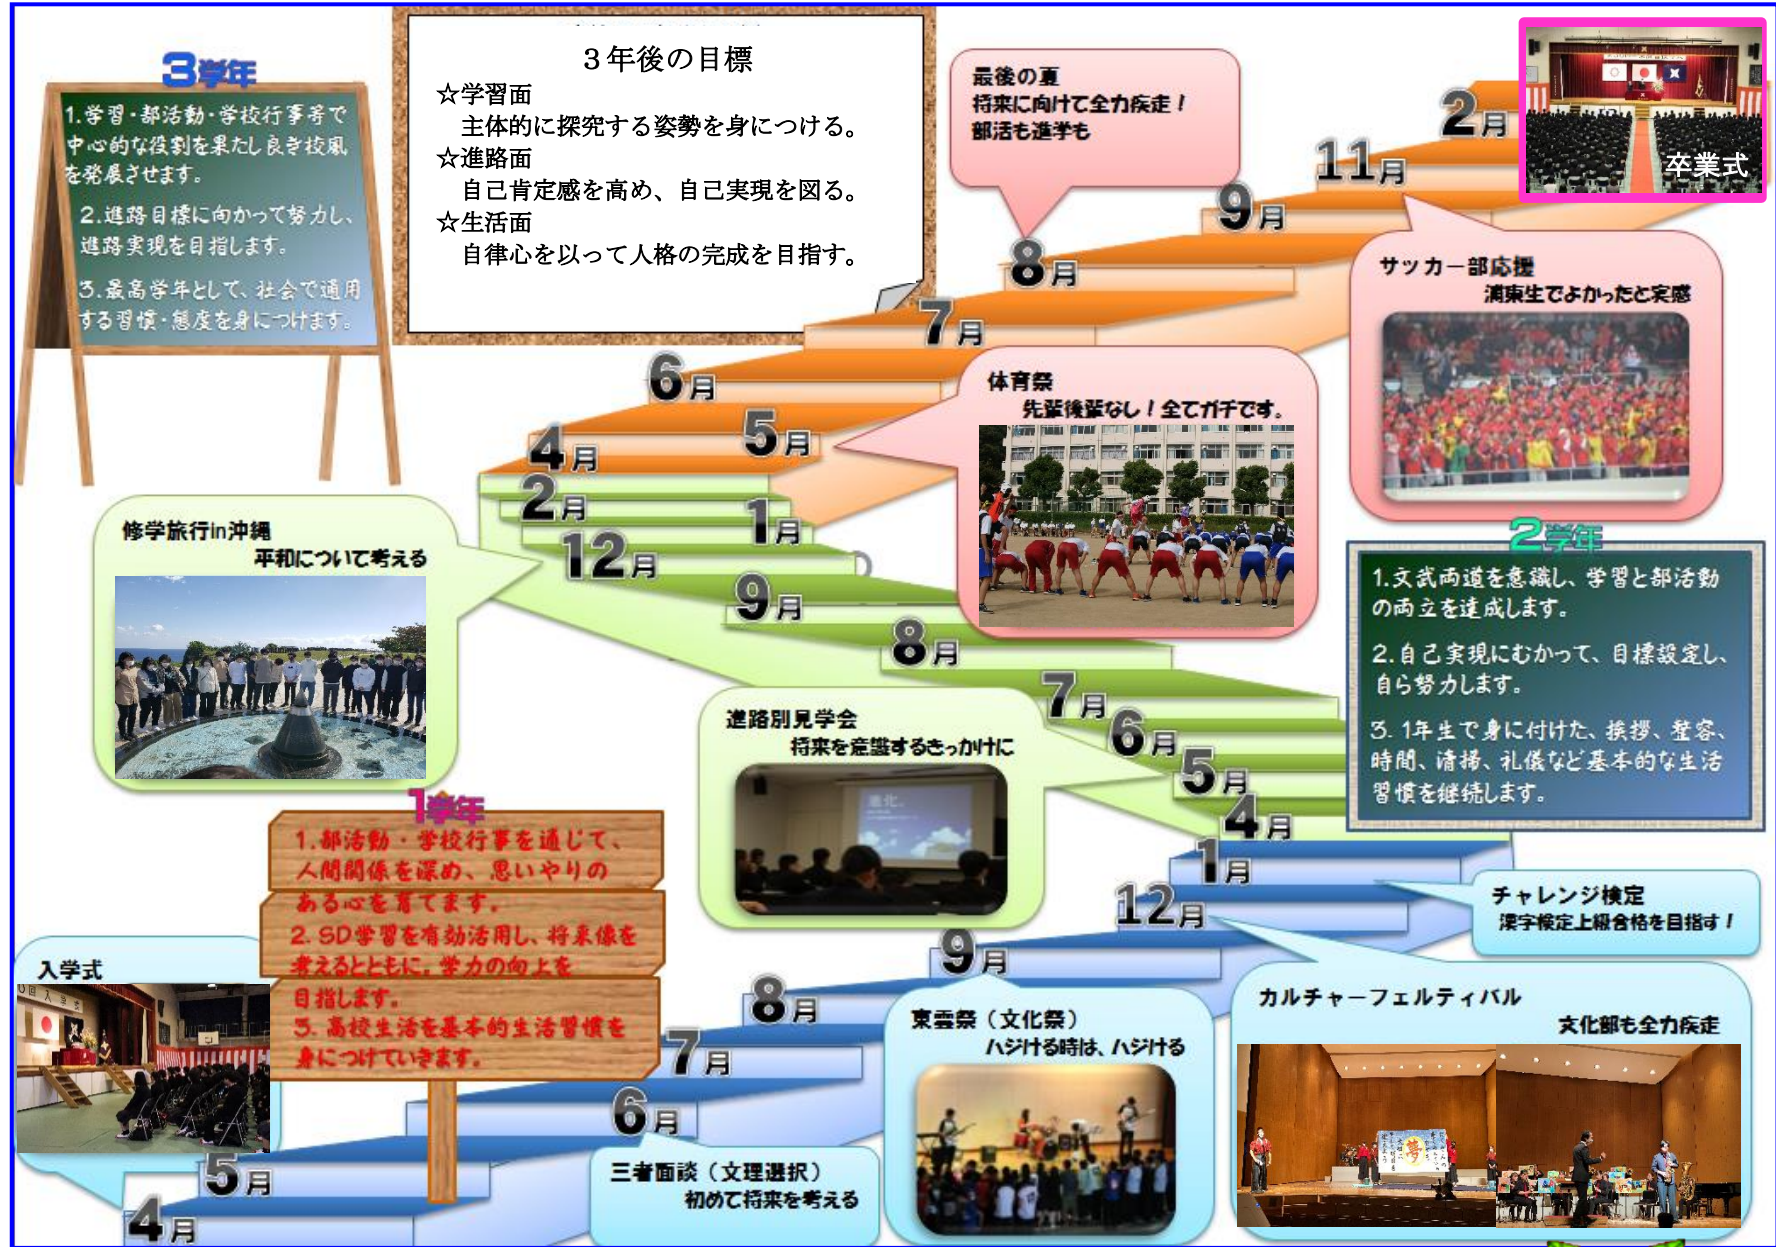 3学年
1.学習・部活動・学校行事等で
中心的な役割を果たし良き校風
を発展させます。
2.進路目標に向かって努力し、
進路実現を目指します。
3.最高学年として、社会で通用
する習慣・態度を身につけます。
３年後の目標
☆学習面
主体的に探究する姿勢を身につける。
☆進路面
自己肯定感を高め、自己実現を図る。
☆生活面
自律心を以って人格の完成を目指す。
最後の夏
将来に向けて全力疾走！
部活も進学も
卒業式
2月
11月
9月
8月
7月
6月
5月
4月
サッカー部応援
浦東生でよかったと実感
体育祭
先輩後輩なし！全てガチです。
2月
1月
12月
9月
8月
7月
6月
5月
4月
修学旅行in沖縄
平和について考える
2学年
1.文武両道を意識し、学習と部活動
の両立を達成します。
2.自己実現にむかって、目標設定し、
自ら努力します。
3. 1年生で身に付けた、挨拶、整容、
時間、清掃、礼儀など基本的な生活
習慣を継続します。
進路別見学会
将来を意識するきっかけに
進化。
1学年
1.部活動・学校行事を通じて、
人間関係を深め、思いやりの
ある心を育てます。
2. SD学習を有効活用し、将来像を
考えるとともに。学力の向上を
目指します。
3. 高校生活を基本的生活習慣を
身につけていきます。
1月
12月
9月
8月
7月
6月
5月
4月
チャレンジ検定
漢字検定上級合格を目指す！
カルチャーフェルティバル
文化部も全力疾走
夢
東雲祭（文化祭）
ハジける時は、ハジける
三者面談（文理選択）
初めて将来を考える
入学式
回入学式